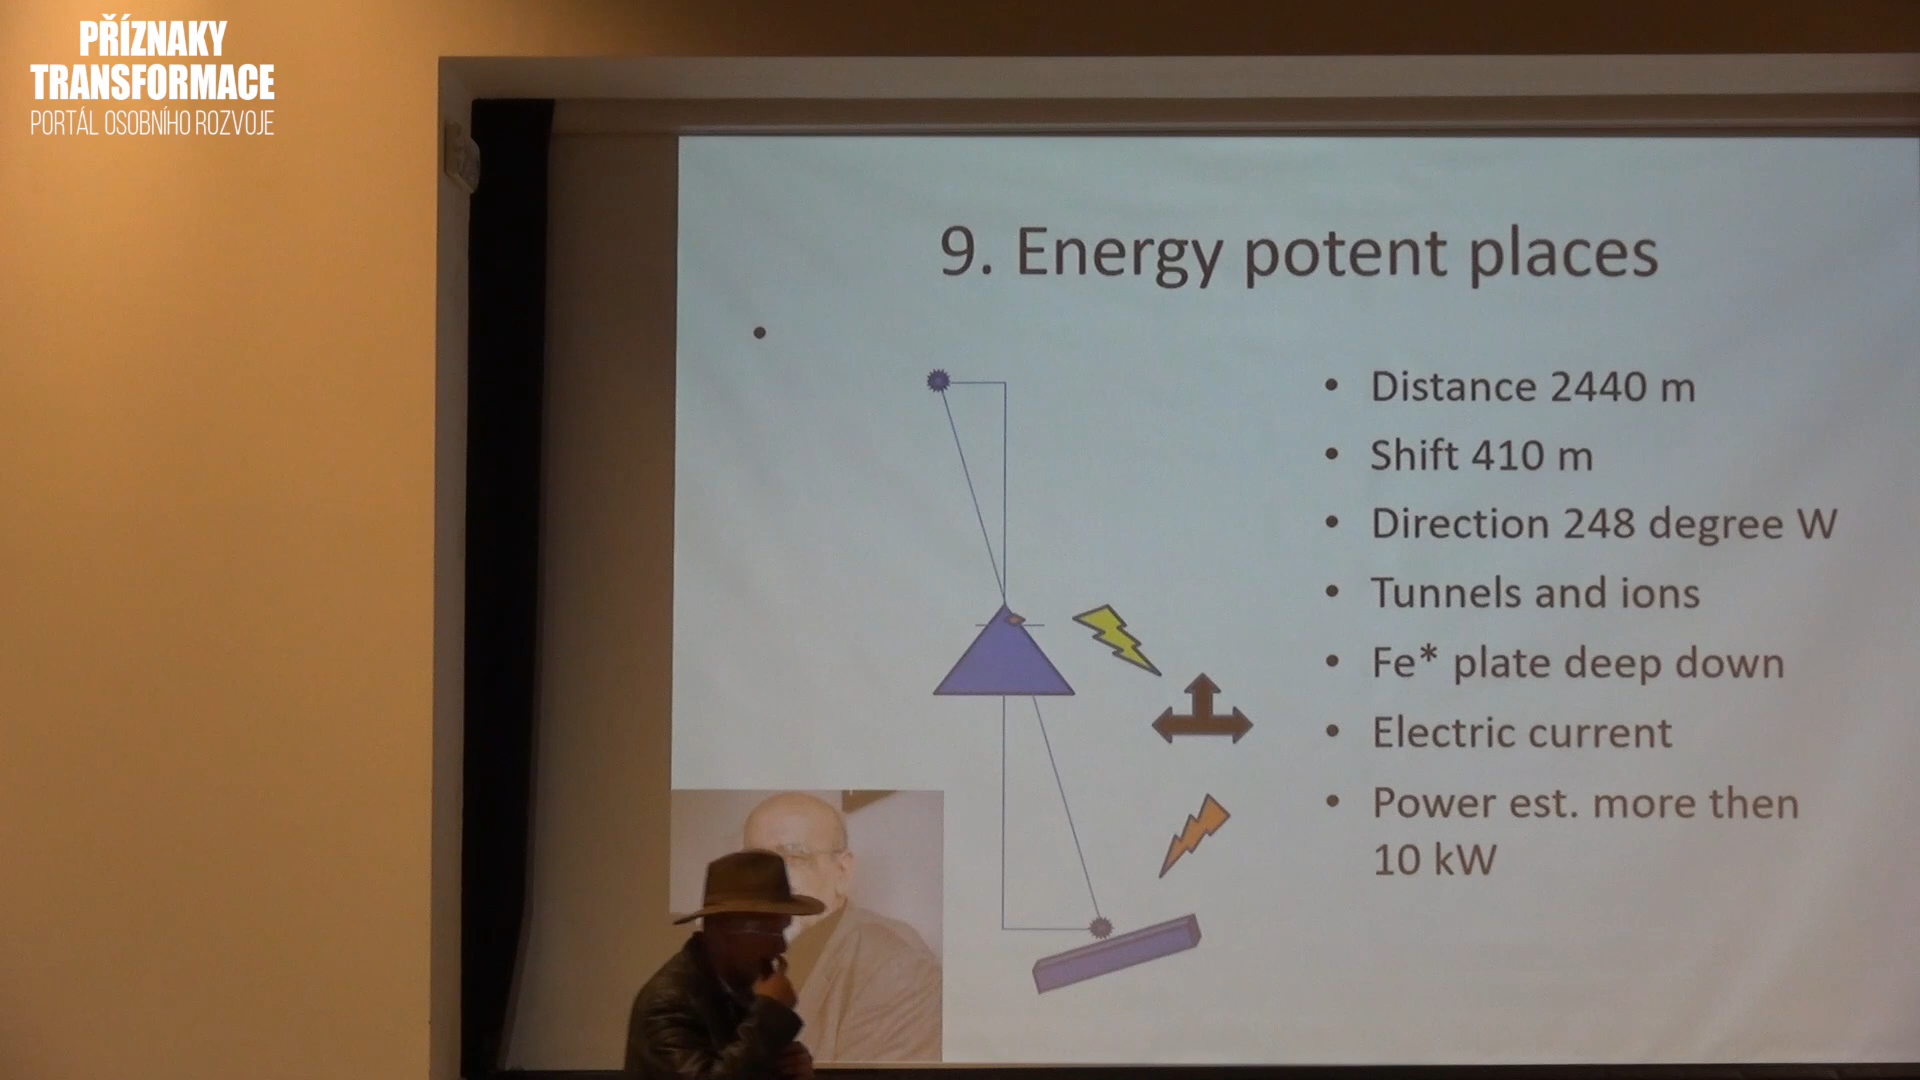 PŘÍZNAKY
TRANSFORMACE
PORTÁL OSOBNÍHO ROZVOJE
9. Energy potent places
• Distance 2440 m
• Shift 410 m
• Direction 248 degree W
• Tunnels and ions
• Fe* plate deep down
• Electric current
• Power est. more then
10 kW